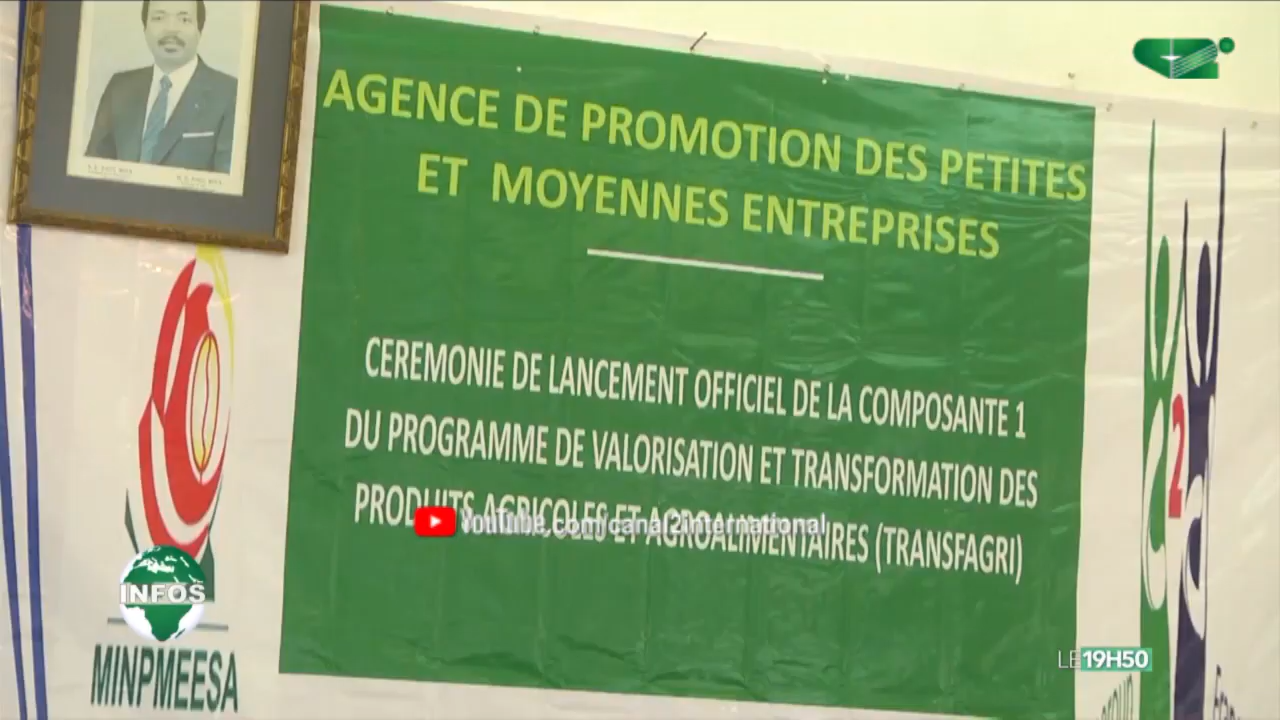 AGENCE DE PROMOTION DES PETITES
ET MOYENNES ENTREPRISES
CEREMONIE DE LANCEMENT OFFICIEL DE LA COMPOSANTE 1
DU PROGRAMME DE VALORISATION ET TRANSFORMATION DES
PRODUITS AGRICOLES ET AGROALIMENTAIRES (TRANSFAGRI)
YouTube.com/canal2international
2
INFOS
MINPMEESA
LE 19H50